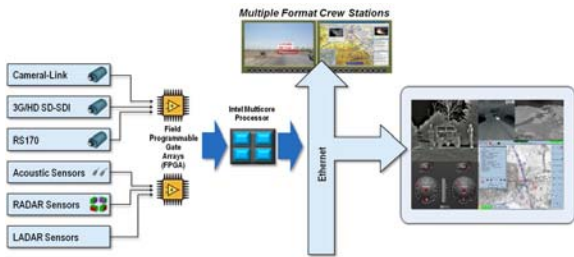 Multiple Format Crew Stations
Cameral-Link
3G/HD SD-SDI
RS170
Acoustic Sensors
RADAR Sensors
LADAR Sensors
Field
Programmable
Gate
Arrays
(FPGA)
Intel Multicore
Processor
Ethernet